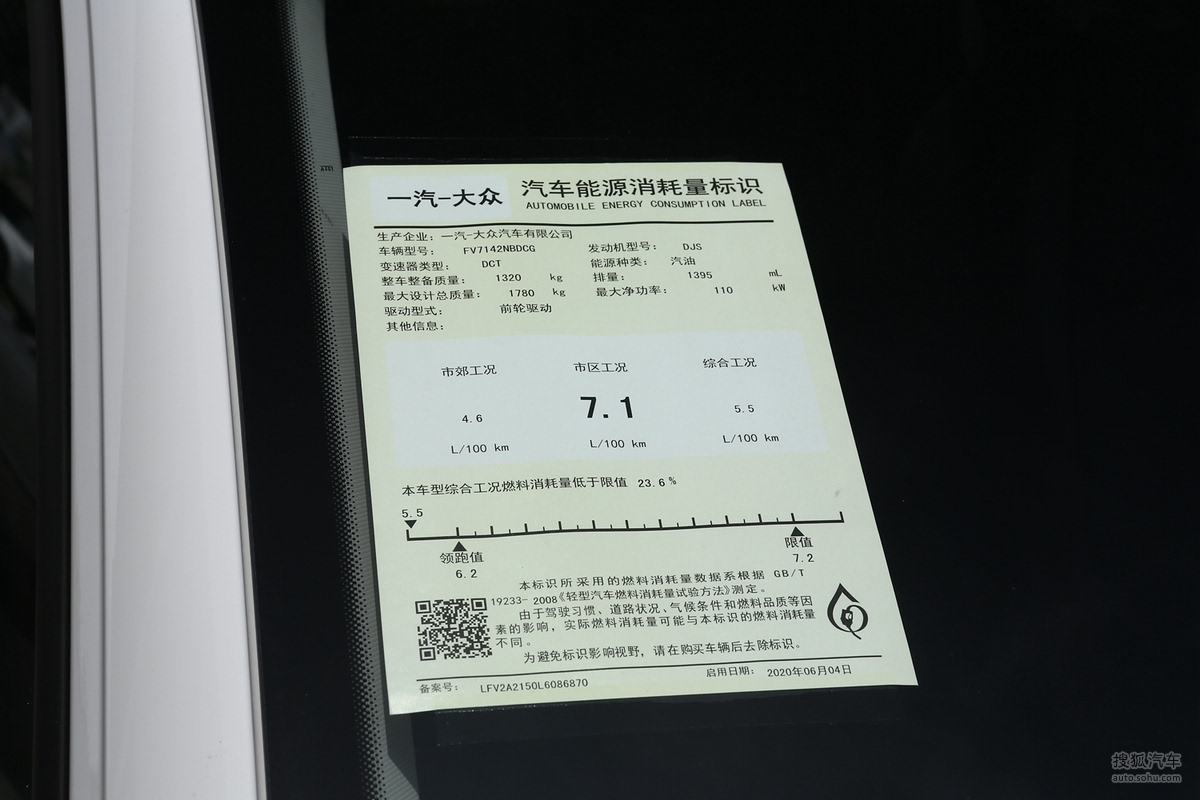 一汽-大众
汽车能源消耗量标识
AUTOMOBILE ENERGY CONSUMPTION LABEL
生产企业: 一汽-大众汽车有限公司
车辆型号: FV7142NBDCG 发动机型号: DJS
变速器类型: DCT 能源种类: 汽油
整车整备质量: 1320 kg 排量: 1395 mL
最大设计总质量: 1780 kg 最大净功率: 110 kW
驱动型式: 前轮驱动
其他信息:
市郊工况 市区工况 综合工况
4.6 7.1 5.5
L/100 km L/100 km L/100 km
本车型综合工况燃料消耗量低于限值 23.6%
5.5
领跑值 限值
6.2 7.2
本标识所采用的燃料消耗量数据系根据 GB/T
19233-2008《轻型汽车燃料消耗量试验方法》测定。
由于驾驶习惯、道路状况、气候条件和燃料品质等因
素的影响,实际燃料消耗量可能与本标识的燃料消耗量
不同。
为避免标识影响视野,请在购买车辆后去除标识。
备案号: LFV2A2150L6086870 启用日期: 2020年06月04日
搜狐汽车
auto.sohu.com